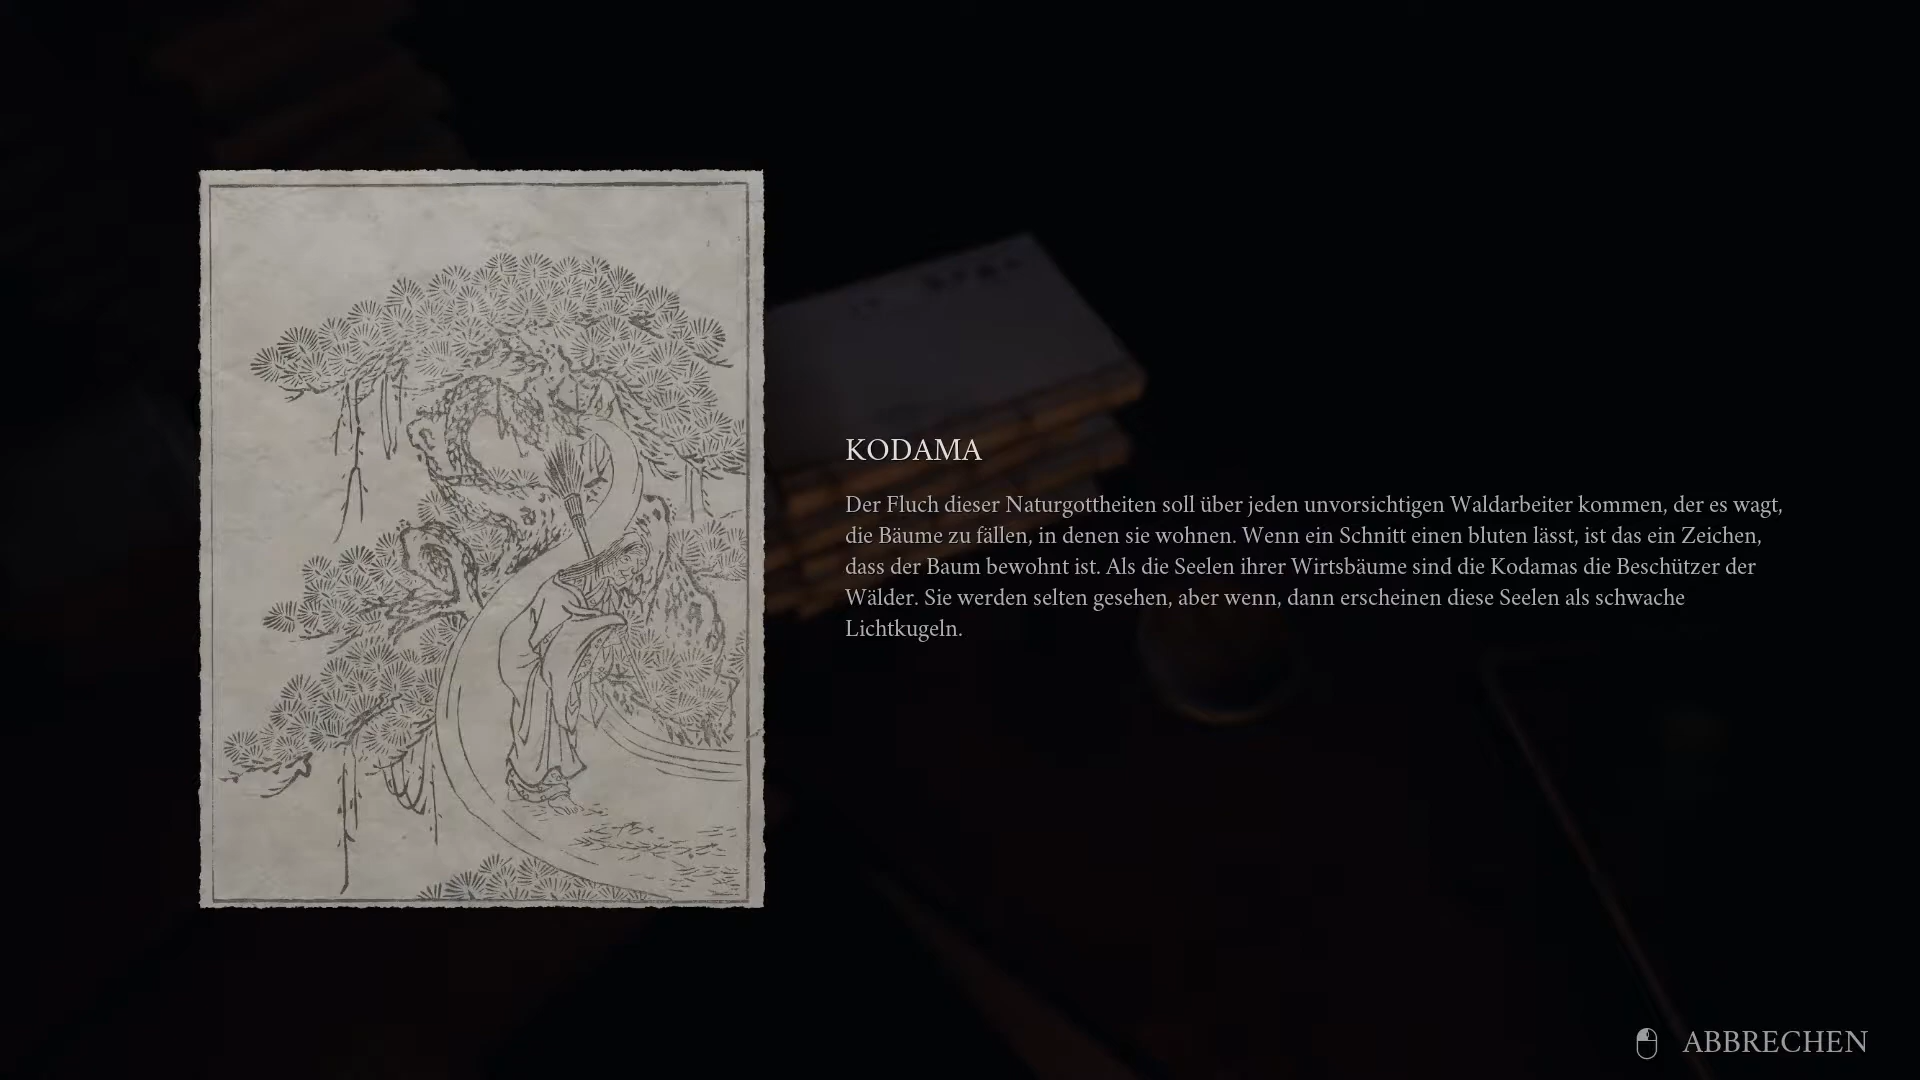 KODAMA
Der Fluch dieser Naturgottheiten soll über jeden unvorsichtigen Waldarbeiter kommen, der es wagt,
die Bäume zu fällen, in denen sie wohnen. Wenn ein Schnitt einen bluten lässt, ist das ein Zeichen,
dass der Baum bewohnt ist. Als die Seelen ihrer Wirtsbäume sind die Kodamas die Beschützer der
Wälder. Sie werden selten gesehen, aber wenn, dann erscheinen diese Seelen als schwache
Lichtkugeln.
ABBRECHEN